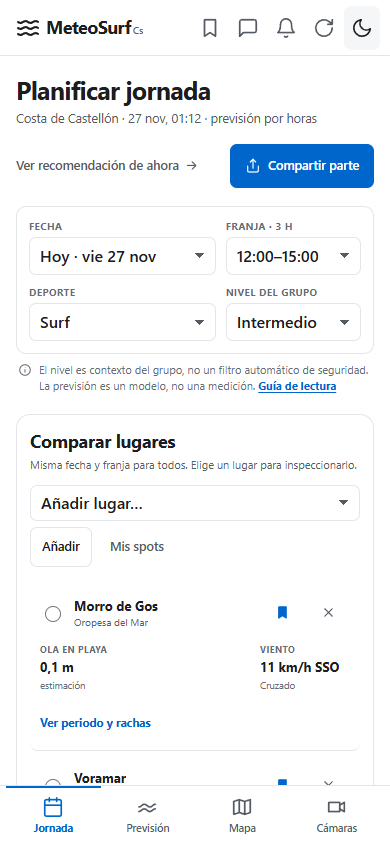 MeteoSurf Cs
Planificar jornada
Costa de Castellón · 27 nov, 01:12 · previsión por horas
Ver recomendación de ahora →
Compartir parte
FECHA
FRANJA · 3 H
Hoy · vie 27 nov
12:00–15:00
DEPORTE
NIVEL DEL GRUPO
Surf
Intermedio
El nivel es contexto del grupo, no un filtro automático de seguridad.
La previsión es un modelo, no una medición. Guía de lectura
Comparar lugares
Misma fecha y franja para todos. Elige un lugar para inspeccionarlo.
Añadir lugar...
Añadir
Mis spots
Morro de Gos
Oropesa del Mar
OLA EN PLAYA
VIENTO
0,1 m
11 km/h SSO
estimación
Cruzado
Ver periodo y rachas
Voramar
Jornada
Previsión
Mapa
Cámaras